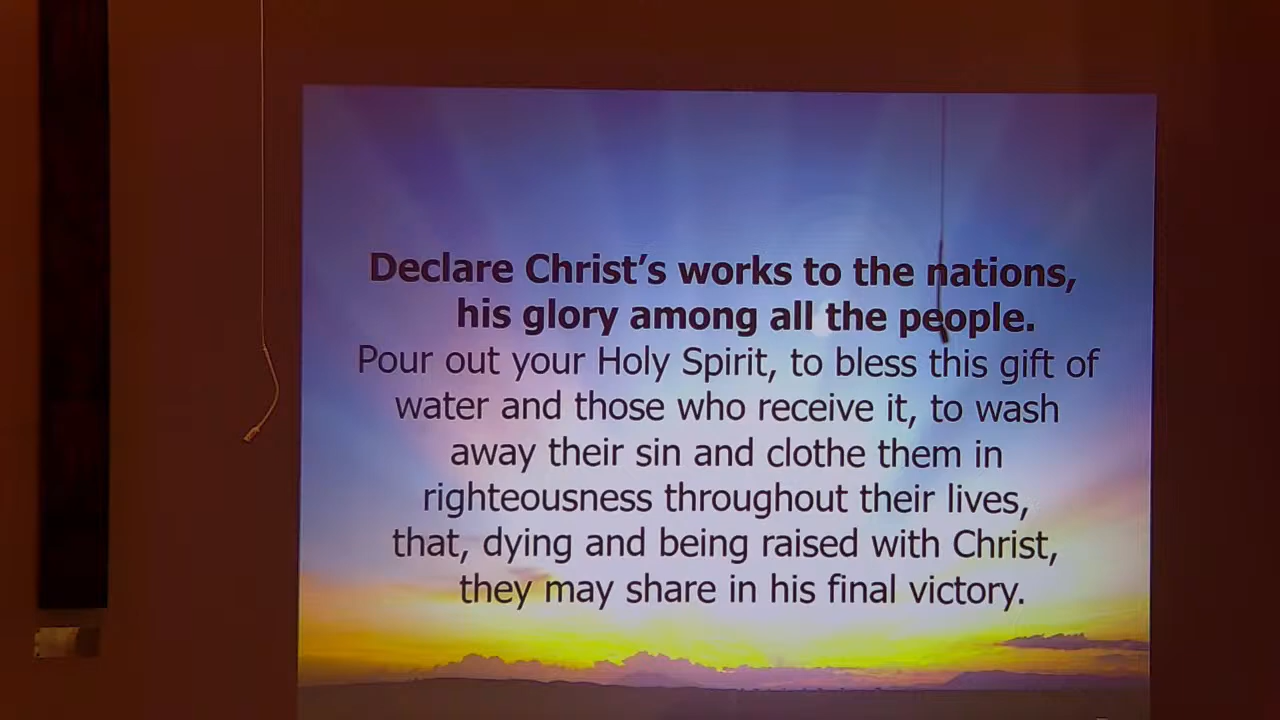 Declare Christ's works to the nations,
his glory among all the people.
Pour out your Holy Spirit, to bless this gift of
water and those who receive it, to wash
away their sin and clothe them in
righteousness throughout their lives,
that, dying and being raised with Christ,
they may share in his final victory.